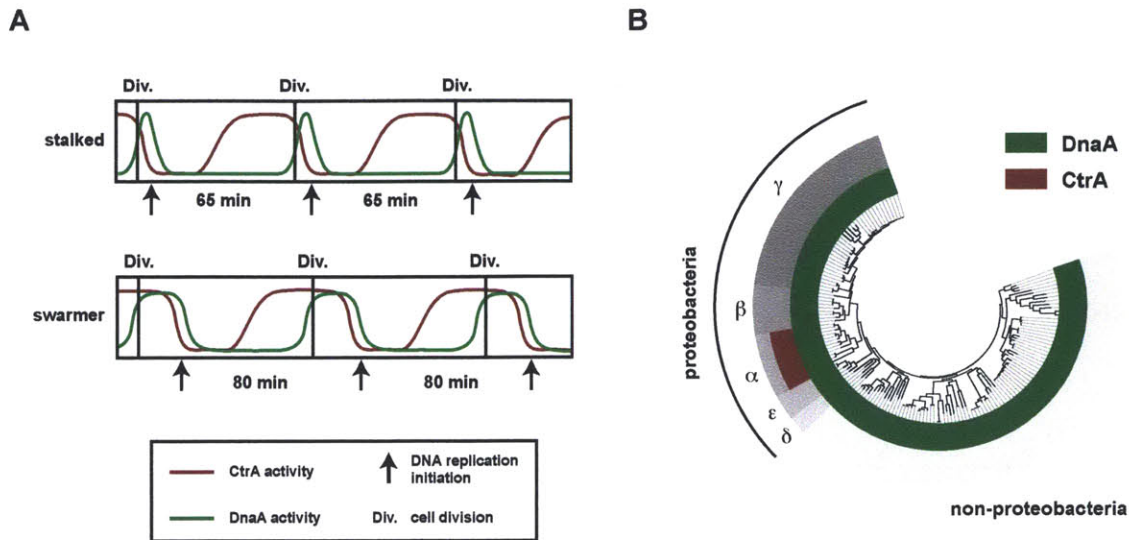 A
Div. Div. Div.
stalked
65 min 65 min
Div. Div. Div.
swarmer
80 min 80 min
CtrA activity
DnaA activity
DNA replication
initiation
Div. cell division
B
DnaA
CtrA
proteobacteria
γ
β
α
ε
δ
non-proteobacteria